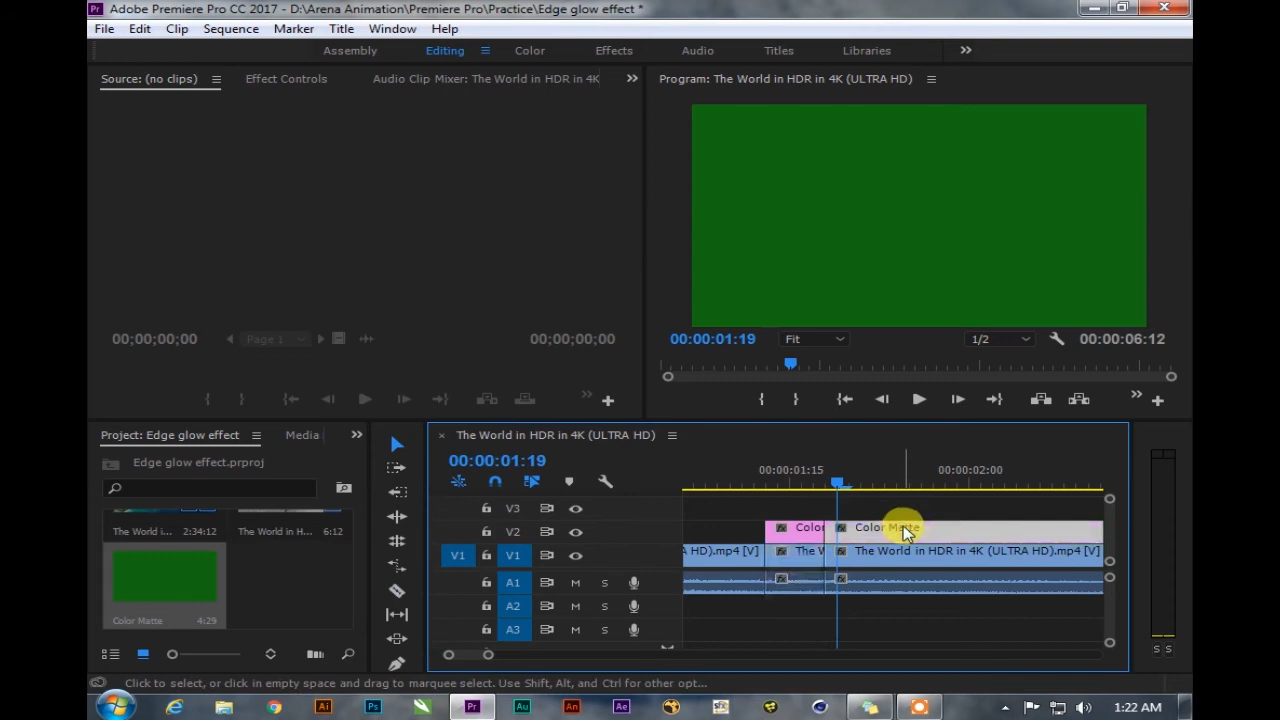 Pr Adobe Premiere Pro CC 2017 - D:\Arena Animation\Premiere Pro\Practice\Edge glow effect *
File Edit Clip Sequence Marker Title Window Help
Assembly Editing Color Effects Audio Titles Libraries
Source: (no clips) Effect Controls Audio Clip Mixer: The World in HDR in 4K
Program: The World in HDR in 4K (ULTRA HD)
00;00;00;00 Page 1 00;00;00;00
00:00:01:19 Fit 1/2 00:00:06:12
Project: Edge glow effect Media
Edge glow effect.prproj
The World i... 2:34:12 The World in H... 6:12
Color Matte 4:29
× The World in HDR in 4K (ULTRA HD)
00:00:01:19
00:00:01:15 00:00:02:00
V3
V2 Color Color Matte
V1 V1 A HD).mp4 [V] The W The World in HDR in 4K (ULTRA HD).mp4 [V]
A1 M S
A2 M S
A3 M S
S S
Click to select, or click in empty space and drag to marquee select. Use Shift, Alt, and Ctrl for other opt...
Ai Ps Pr Au An Ae 1:22 AM